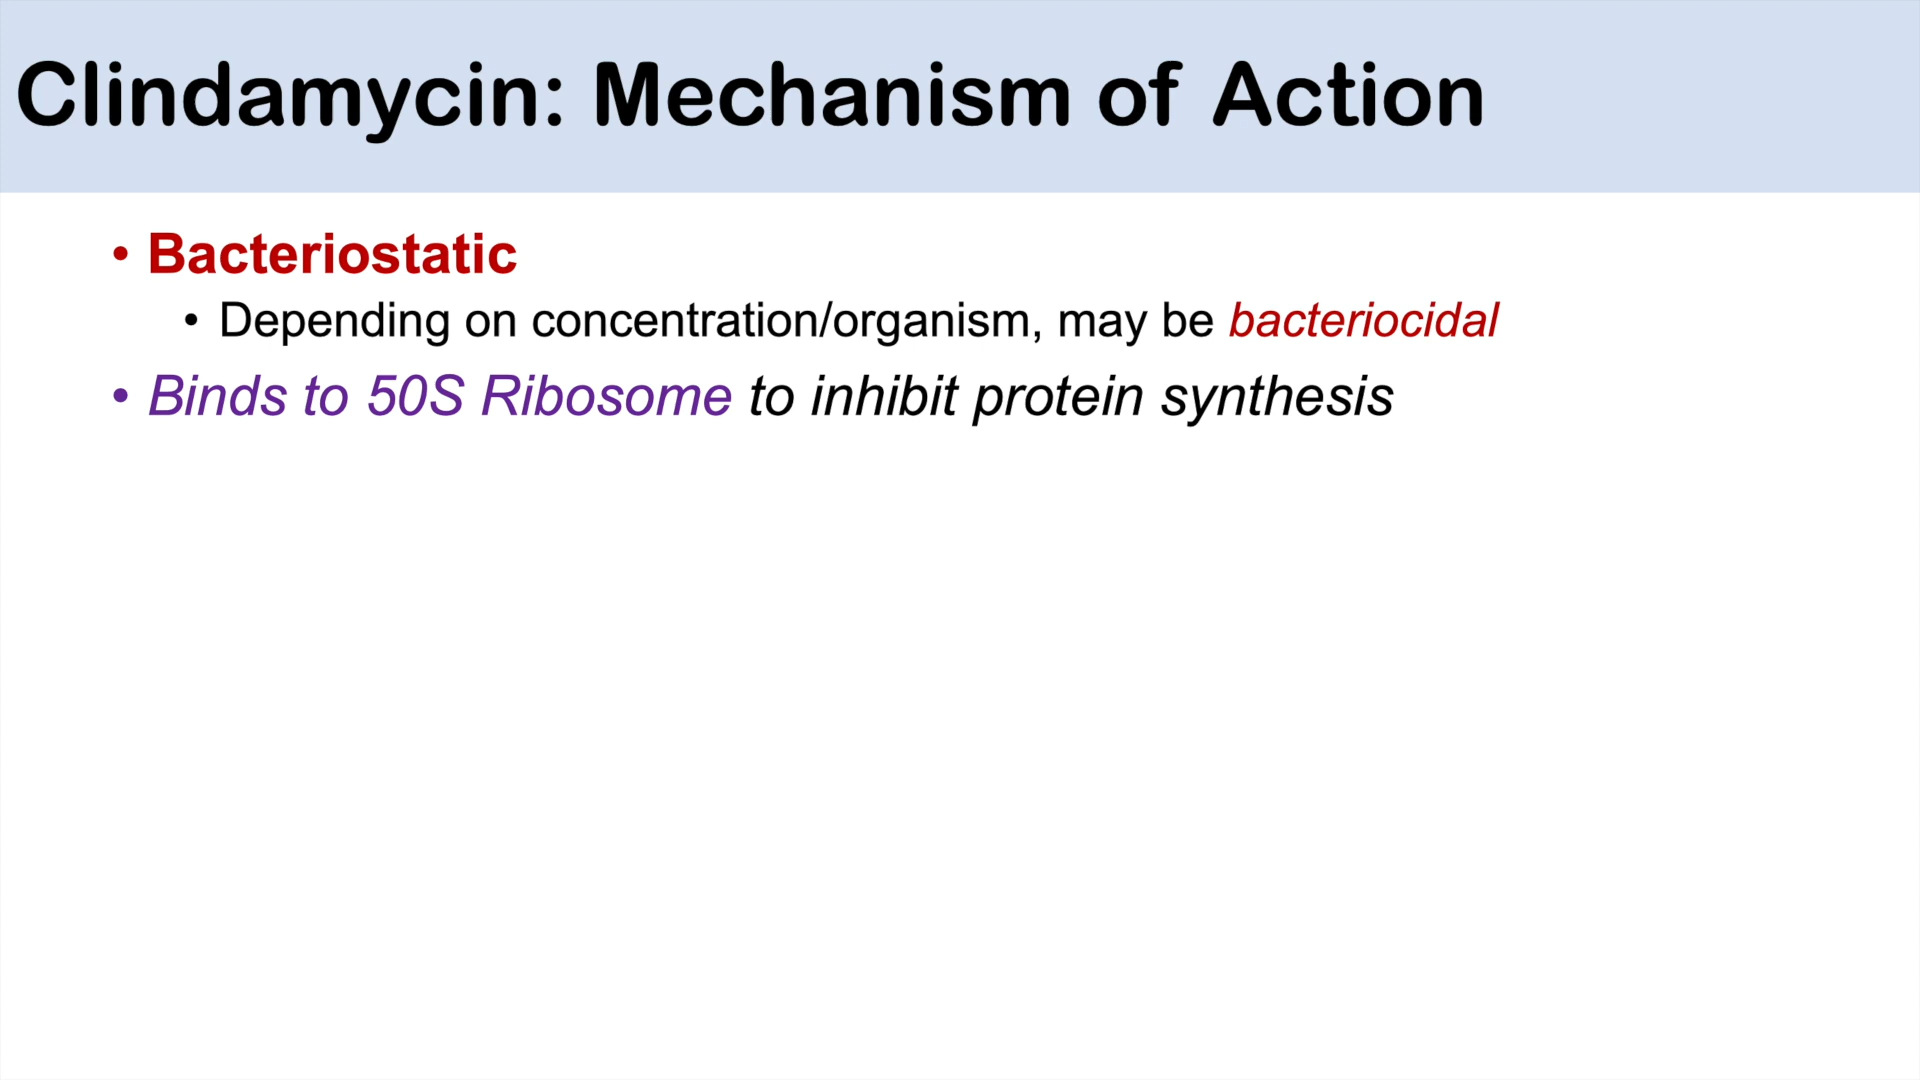 Clindamycin: Mechanism of Action
• Bacteriostatic
• Depending on concentration/organism, may be bacteriocidal
• Binds to 50S Ribosome to inhibit protein synthesis